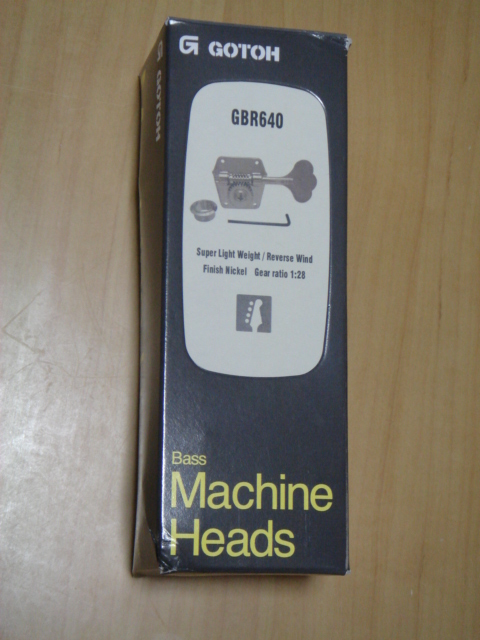 GOTOH
GOTOH
GBR640
Super Light Weight / Reverse Wind
Finish Nickel Gear ratio 1:28
Bass
Machine
Heads